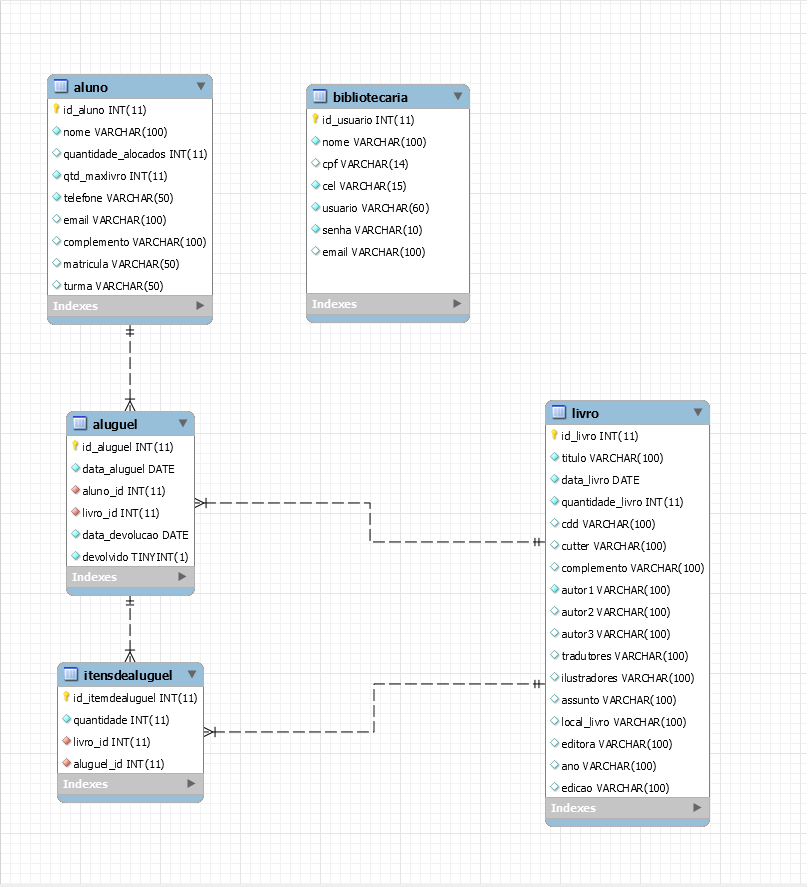 aluno
id_aluno INT(11)
nome VARCHAR(100)
quantidade_alocados INT(11)
qtd_maxlivro INT(11)
telefone VARCHAR(50)
email VARCHAR(100)
complemento VARCHAR(100)
matricula VARCHAR(50)
turma VARCHAR(50)
Indexes
bibliotecaria
id_usuario INT(11)
nome VARCHAR(100)
cpf VARCHAR(14)
cel VARCHAR(15)
usuario VARCHAR(60)
senha VARCHAR(10)
email VARCHAR(100)
Indexes
aluguel
id_aluguel INT(11)
data_aluguel DATE
aluno_id INT(11)
livro_id INT(11)
data_devolucao DATE
devolvido TINYINT(1)
Indexes
livro
id_livro INT(11)
titulo VARCHAR(100)
data_livro DATE
quantidade_livro INT(11)
cdd VARCHAR(100)
cutter VARCHAR(100)
complemento VARCHAR(100)
autor1 VARCHAR(100)
autor2 VARCHAR(100)
autor3 VARCHAR(100)
tradutores VARCHAR(100)
ilustradores VARCHAR(100)
assunto VARCHAR(100)
local_livro VARCHAR(100)
editora VARCHAR(100)
ano VARCHAR(100)
edicao VARCHAR(100)
Indexes
itensdealuguel
id_itemdealuguel INT(11)
quantidade INT(11)
livro_id INT(11)
aluguel_id INT(11)
Indexes